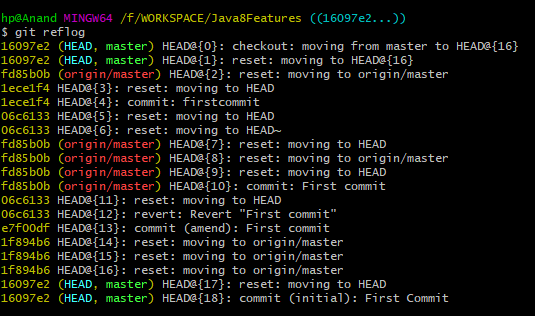 hp@Anand MINGW64 /f/WORKSPACE/Java8Features ((16097e2...))
$ git reflog
16097e2 (HEAD, master) HEAD@{0}: checkout: moving from master to HEAD@{16}
16097e2 (HEAD, master) HEAD@{1}: reset: moving to HEAD@{16}
fd85b0b (origin/master) HEAD@{2}: reset: moving to origin/master
1ece1f4 HEAD@{3}: reset: moving to HEAD
1ece1f4 HEAD@{4}: commit: firstcommit
06c6133 HEAD@{5}: reset: moving to HEAD
06c6133 HEAD@{6}: reset: moving to HEAD~
fd85b0b (origin/master) HEAD@{7}: reset: moving to HEAD
fd85b0b (origin/master) HEAD@{8}: reset: moving to origin/master
fd85b0b (origin/master) HEAD@{9}: reset: moving to HEAD
fd85b0b (origin/master) HEAD@{10}: commit: First commit
06c6133 HEAD@{11}: reset: moving to HEAD
06c6133 HEAD@{12}: revert: Revert "First commit"
e7f00df HEAD@{13}: commit (amend): First commit
1f894b6 HEAD@{14}: reset: moving to origin/master
1f894b6 HEAD@{15}: reset: moving to origin/master
1f894b6 HEAD@{16}: reset: moving to origin/master
16097e2 (HEAD, master) HEAD@{17}: reset: moving to HEAD
16097e2 (HEAD, master) HEAD@{18}: commit (initial): First Commit